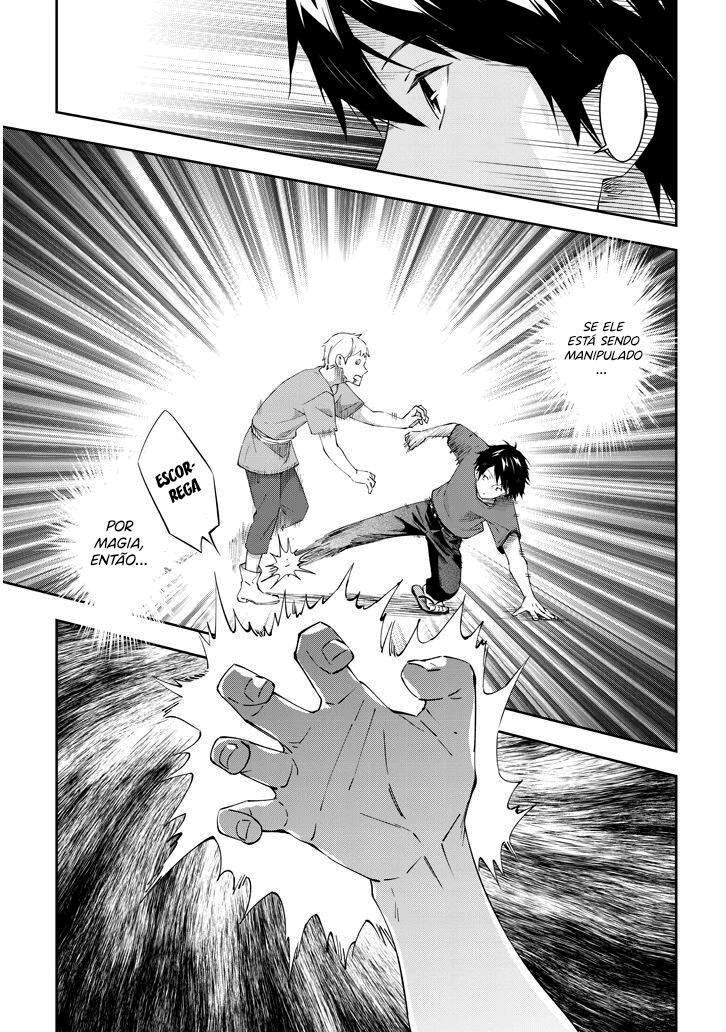 SE ELE
ESTÁ SENDO
MANIPULADO
...
ESCOR-
REGA
POR
MAGIA,
ENTÃO...